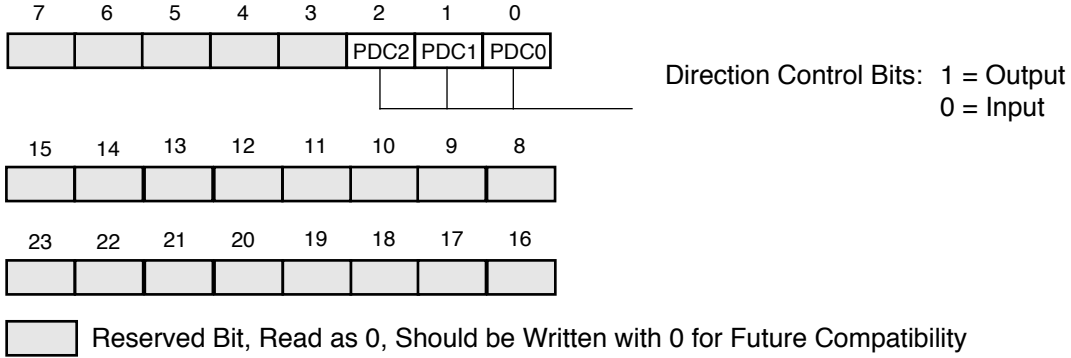 7 6 5 4 3 2 1 0
PDC2 PDC1 PDC0
Direction Control Bits: 1 = Output
0 = Input
15 14 13 12 11 10 9 8
23 22 21 20 19 18 17 16
Reserved Bit, Read as 0, Should be Written with 0 for Future Compatibility